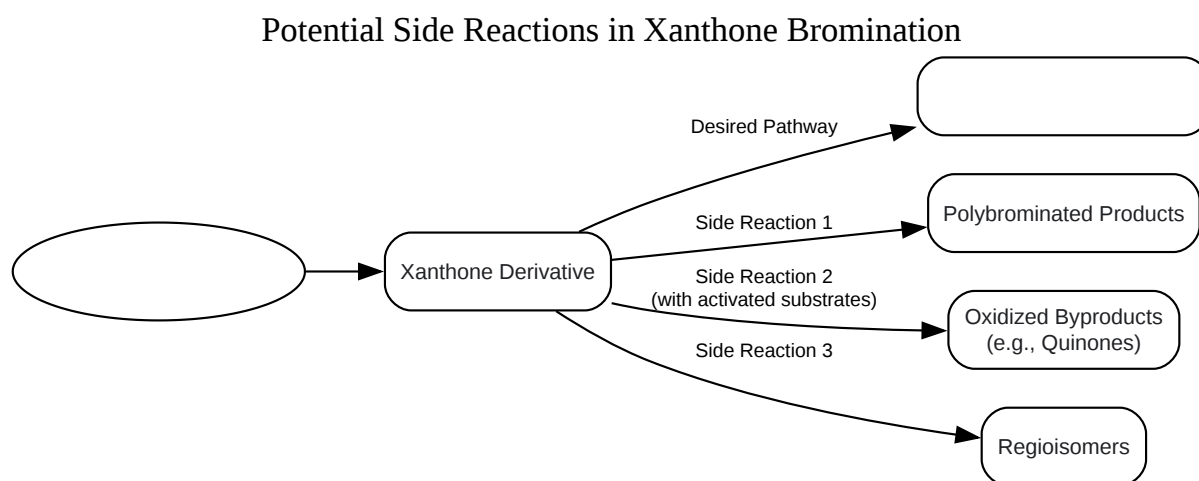 Potential Side Reactions in Xanthone Bromination
Desired Pathway
Side Reaction 1
Polybrominated Products
Xanthone Derivative
Side Reaction 2
(with activated substrates)
Oxidized Byproducts
(e.g., Quinones)
Side Reaction 3
Regioisomers